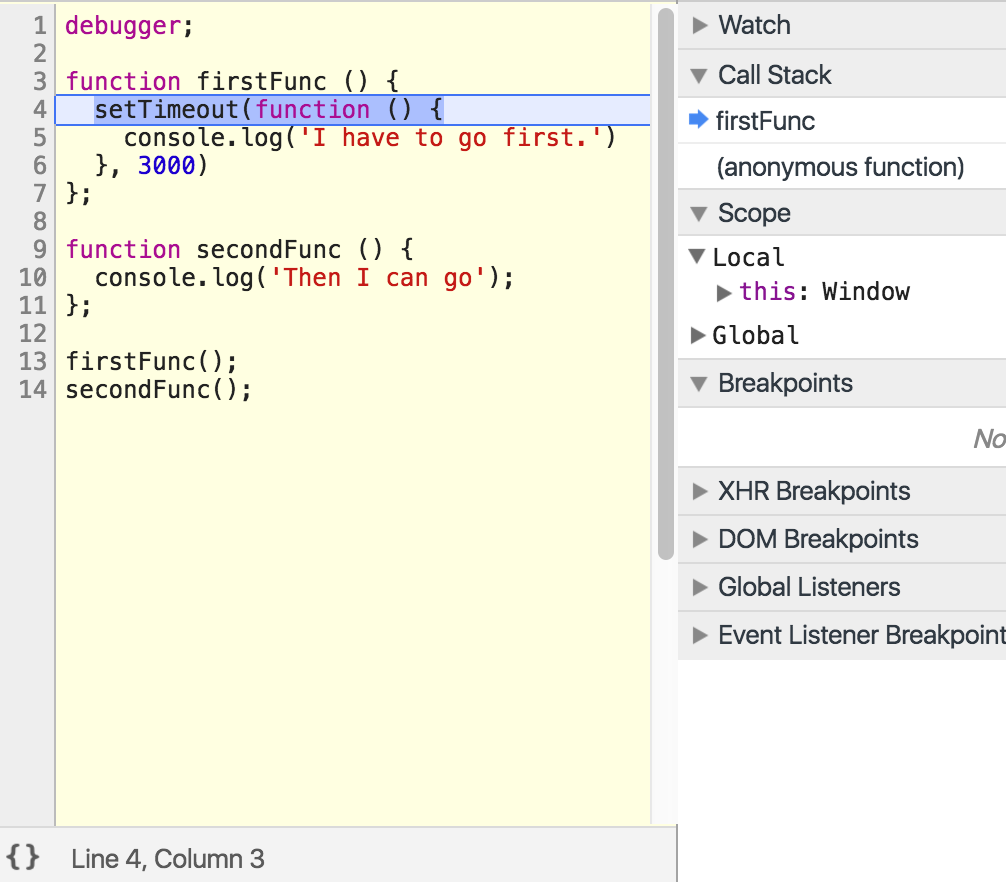 1 debugger;
2
3 function firstFunc () {
4 setTimeout(function () {
5 console.log('I have to go first.')
6 }, 3000)
7 };
8
9 function secondFunc () {
10 console.log('Then I can go');
11 };
12
13 firstFunc();
14 secondFunc();
{} Line 4, Column 3
Watch
Call Stack
firstFunc
(anonymous function)
Scope
Local
this: Window
Global
Breakpoints
No
XHR Breakpoints
DOM Breakpoints
Global Listeners
Event Listener Breakpoint